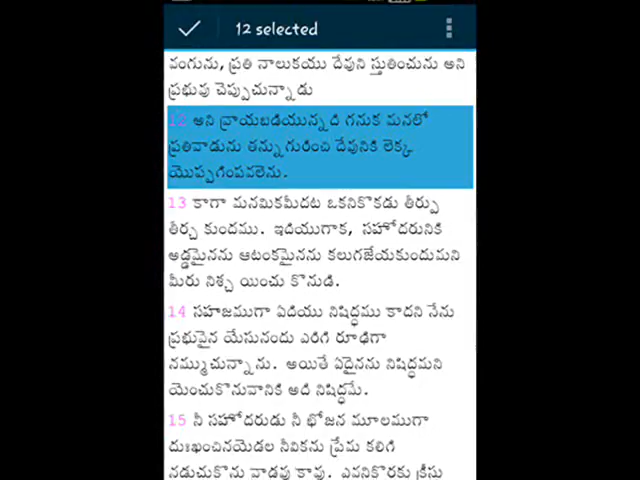 12 selected
వంగును, ప్రతి నాలుకయు దేవుని స్తుతించును అని
ప్రభువు చెప్పుచున్నాడు
12 అని వ్రాయబడియున్న ది గనుక మనలో
ప్రతివాడును తన్ను గురించి దేవునికి లెక్క
యొప్పగింపవలెను.
13 కాగా మనమికమీదట ఒకనికొకడు తీర్పు
తీర్చ కుందము. ఇదియుగాక, సహోదరునికి
అడ్డమైనను ఆటంకమైనను కలుగజేయకుందుమని
మీరు నిశ్చ యించు కొనుడి.
14 సహజముగా ఏదియు నిషిద్ధము కాదని నేను
ప్రభువైన యేసునందు ఎరిగి రూఢిగా
నమ్ముచున్నా ను. అయితే ఏదైనను నిషిద్ధమని
యెంచుకొనువానికి అది నిషిద్ధమే.
15 నీ సహోదరుడు నీ భోజన మూలముగా
దుఃఖించినయెడల నీవికను ప్రేమ కలిగి
నడుచుకొను వాడవు కావు. ఎవనికొరకు క్రీసు